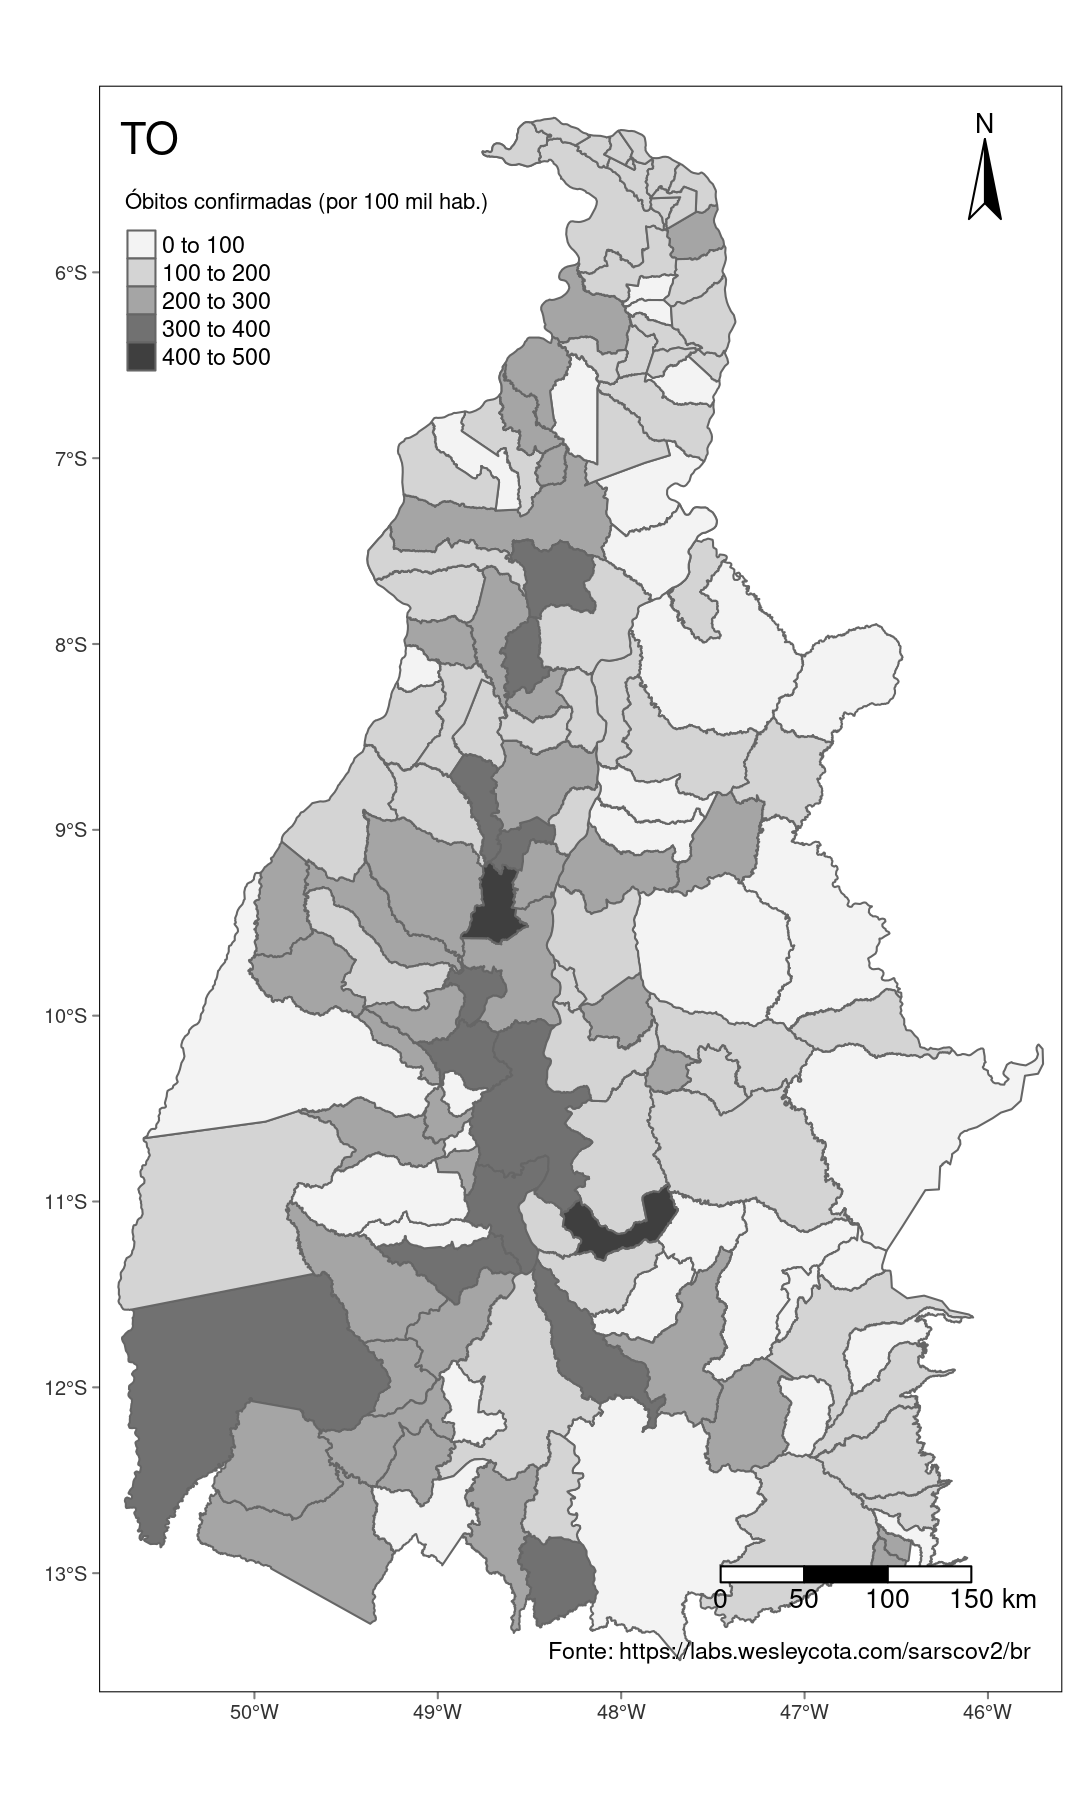 TO
N
Óbitos confirmadas (por 100 mil hab.)
0 to 100
100 to 200
200 to 300
300 to 400
400 to 500
6°S
7°S
8°S
9°S
10°S
11°S
12°S
13°S
0 50 100 150 km
Fonte: https://labs.wesleycota.com/sarscov2/br
50°W 49°W 48°W 47°W 46°W